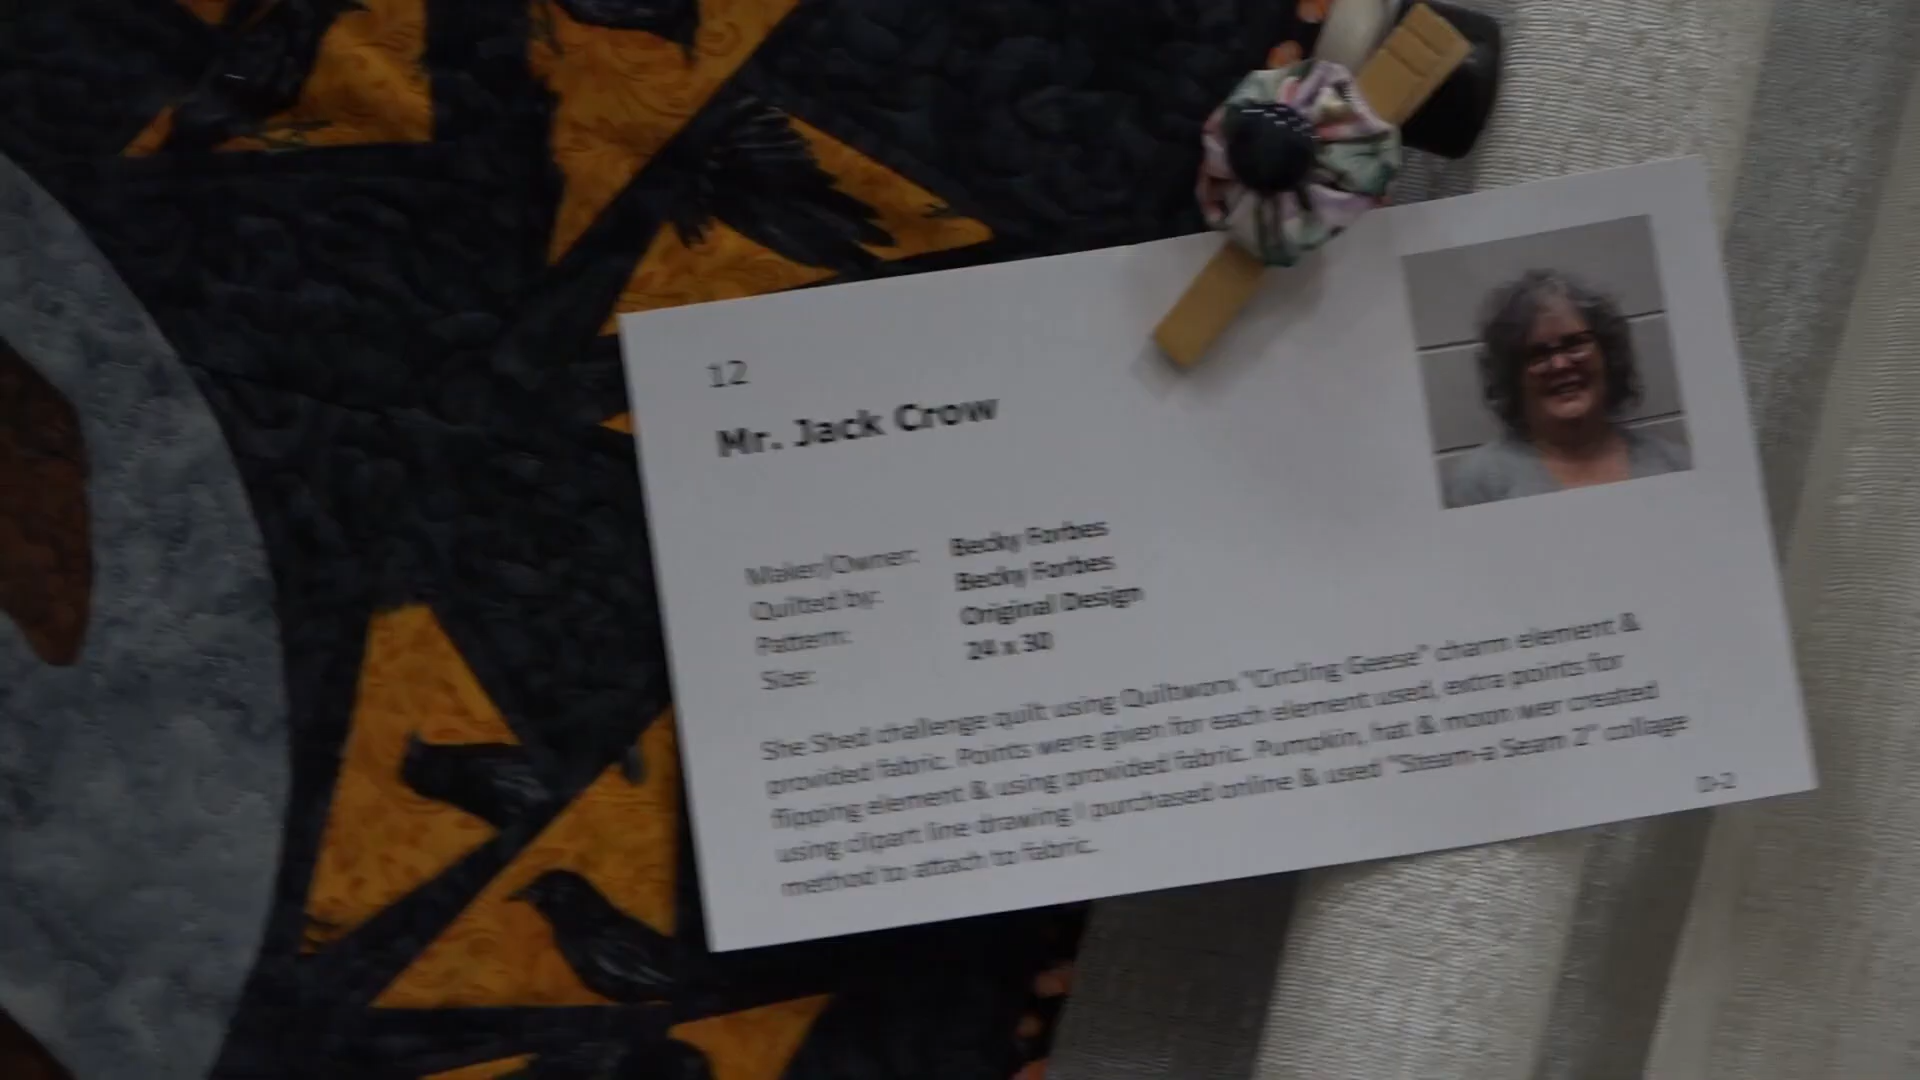 12
Mr. Jack Crow
Maker/Owner: Becky Forbes
Quilted by: Becky Forbes
Pattern: Original Design
Size: 24 x 30
She Shed challenge quilt using Quiltworx "Circling Geese" charm element &
provided fabric. Points were given for each element used, extra points for
flipping element & using provided fabric. Pumpkin, hat & moon wer created
using clipart line drawing I purchased online & used "Steam-a Seam 2" collage
method to attach to fabric.
D-2